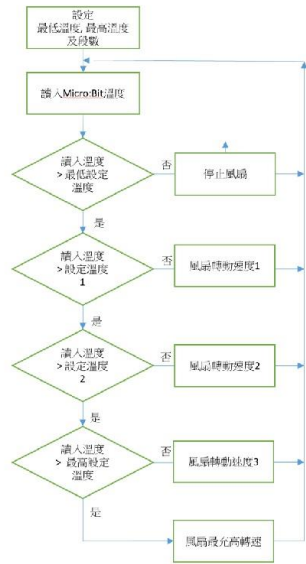 設定
最低溫度, 最高溫度
及段數
讀入Micro:Bit溫度
讀入溫度
> 最低設定
溫度
否
停止風扇
是
讀入溫度
> 設定溫度
1
否
風扇轉動速度1
是
讀入溫度
> 設定溫度
2
否
風扇轉動速度2
是
讀入溫度
> 最高設定
溫度
否
風扇轉動速度3
是
風扇最充高轉速